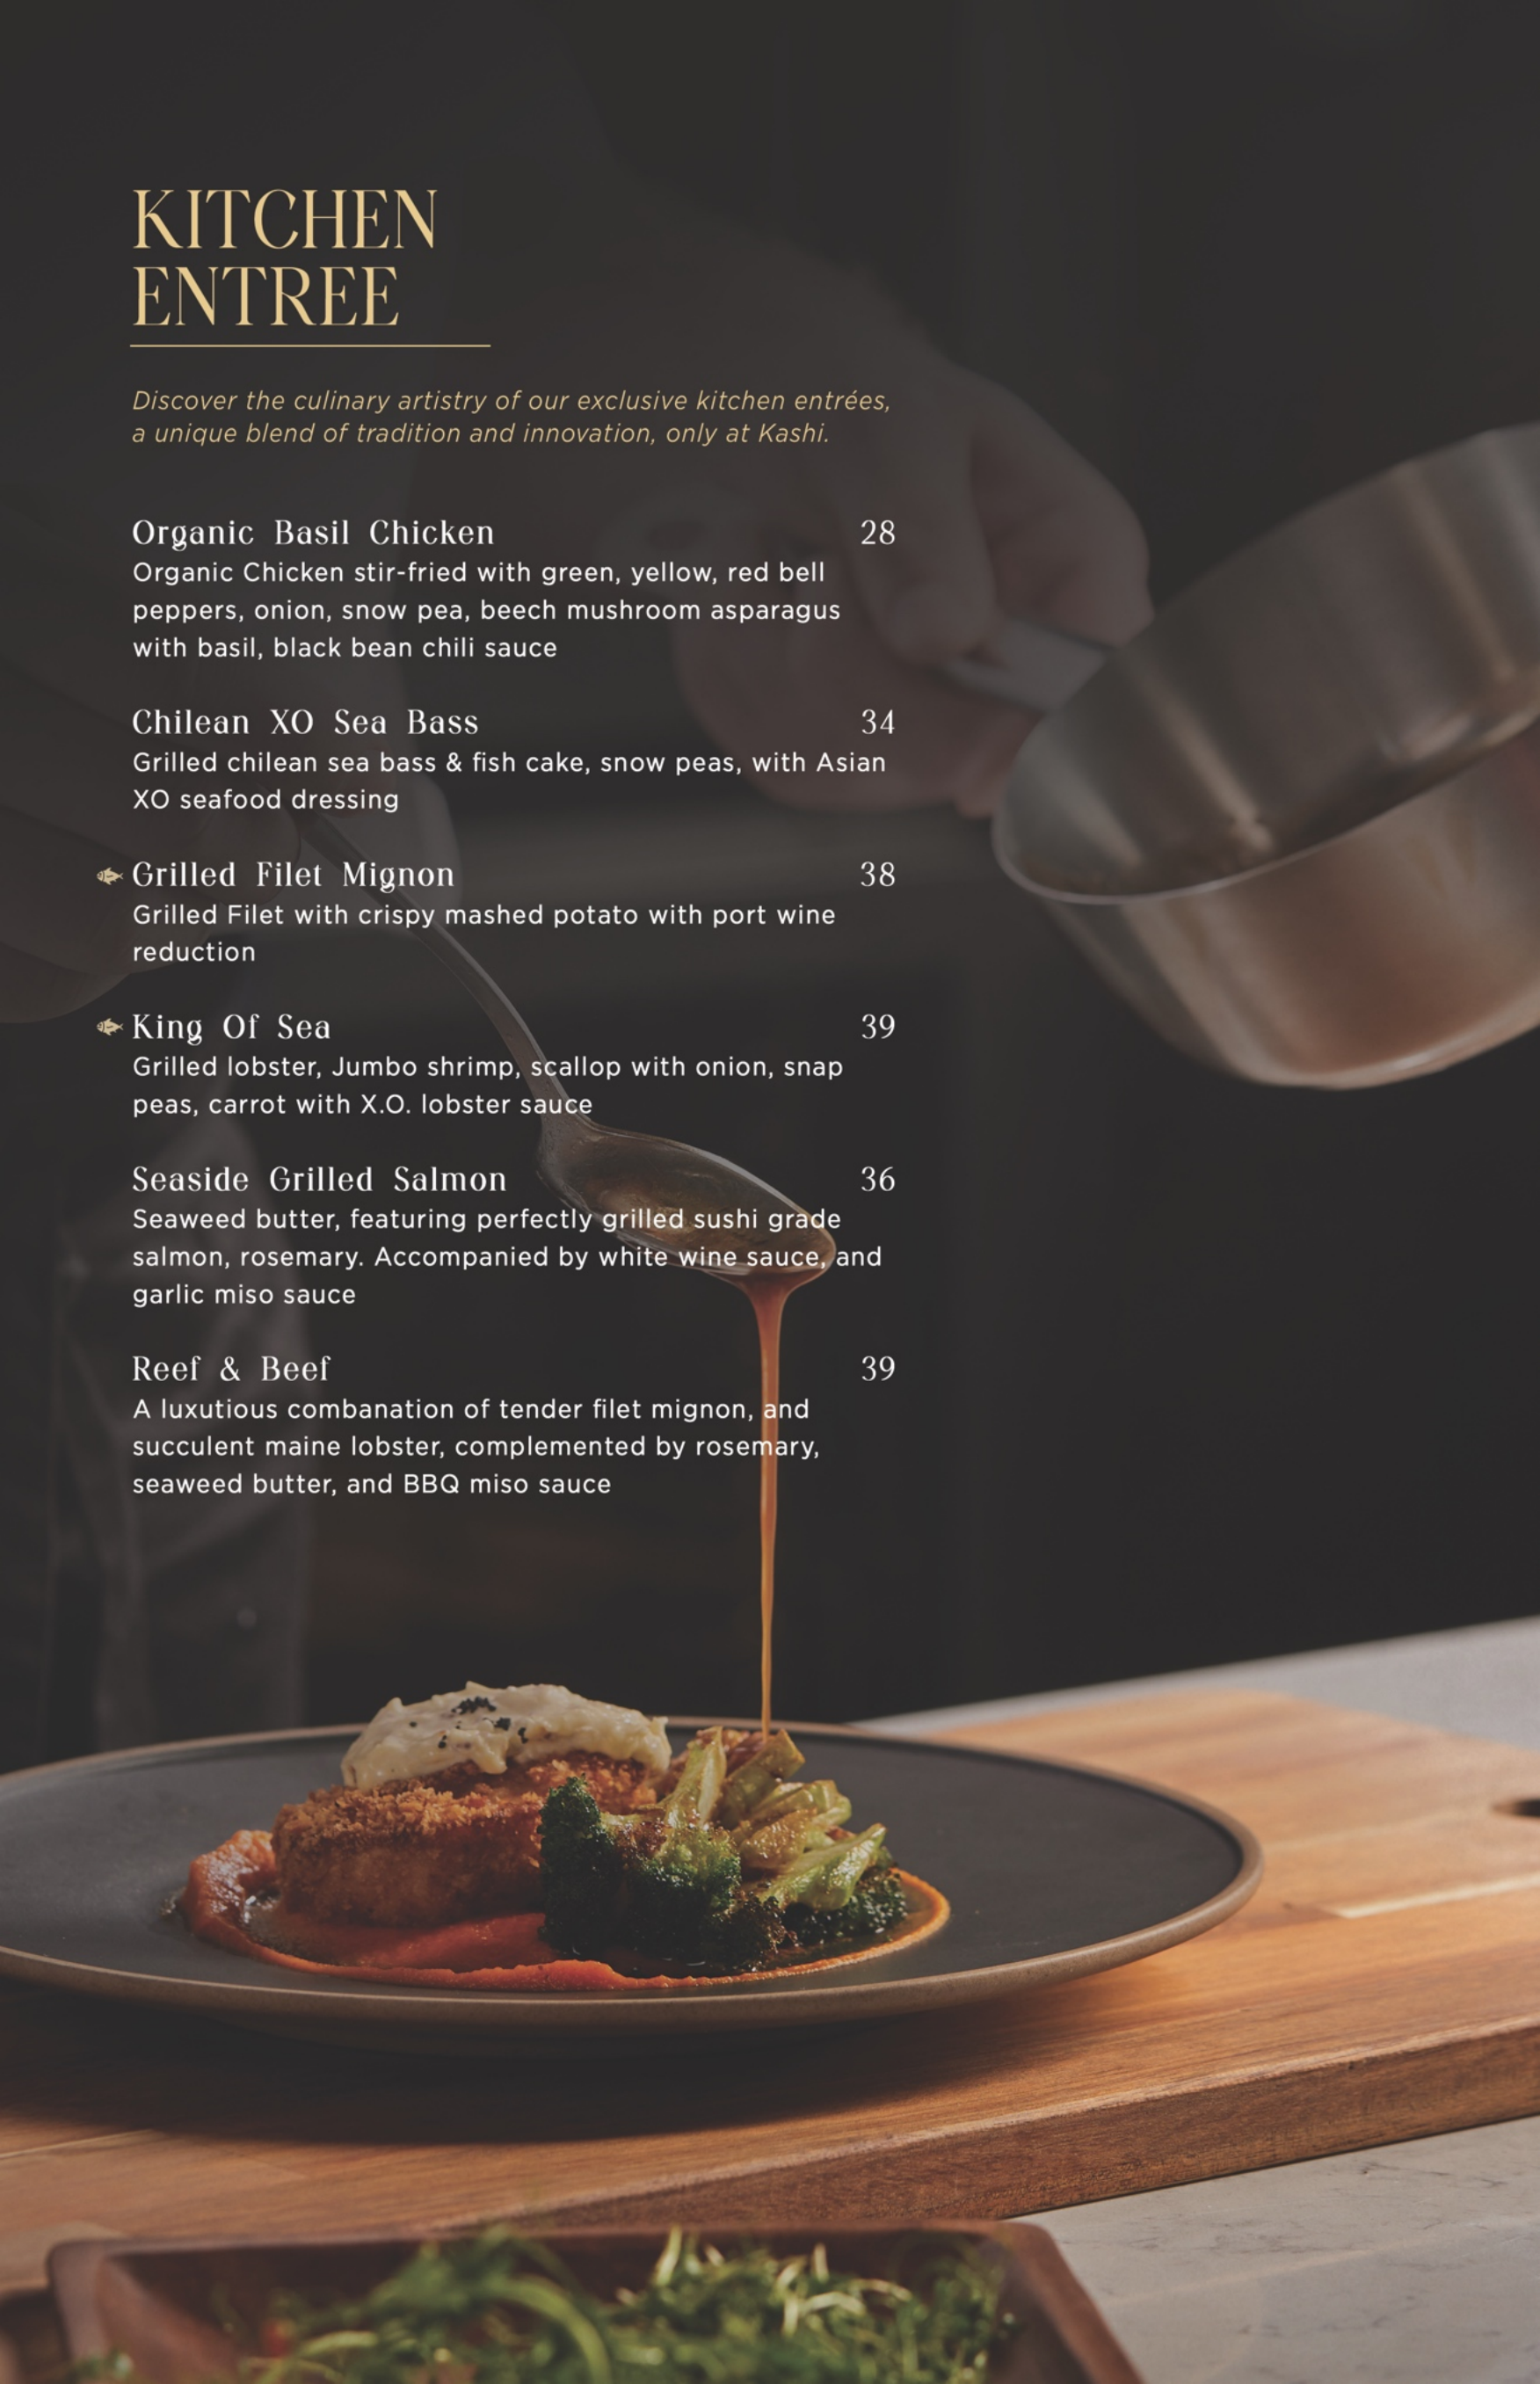 KITCHEN
ENTREE
Discover the culinary artistry of our exclusive kitchen entrées,
a unique blend of tradition and innovation, only at Kashi.
Organic Basil Chicken 28
Organic Chicken stir-fried with green, yellow, red bell
peppers, onion, snow pea, beech mushroom asparagus
with basil, black bean chili sauce
Chilean XO Sea Bass 34
Grilled chilean sea bass & fish cake, snow peas, with Asian
XO seafood dressing
Grilled Filet Mignon 38
Grilled Filet with crispy mashed potato with port wine
reduction
King Of Sea 39
Grilled lobster, Jumbo shrimp, scallop with onion, snap
peas, carrot with X.O. lobster sauce
Seaside Grilled Salmon 36
Seaweed butter, featuring perfectly grilled sushi grade
salmon, rosemary. Accompanied by white wine sauce, and
garlic miso sauce
Reef & Beef 39
A luxutious combanation of tender filet mignon, and
succulent maine lobster, complemented by rosemary,
seaweed butter, and BBQ miso sauce